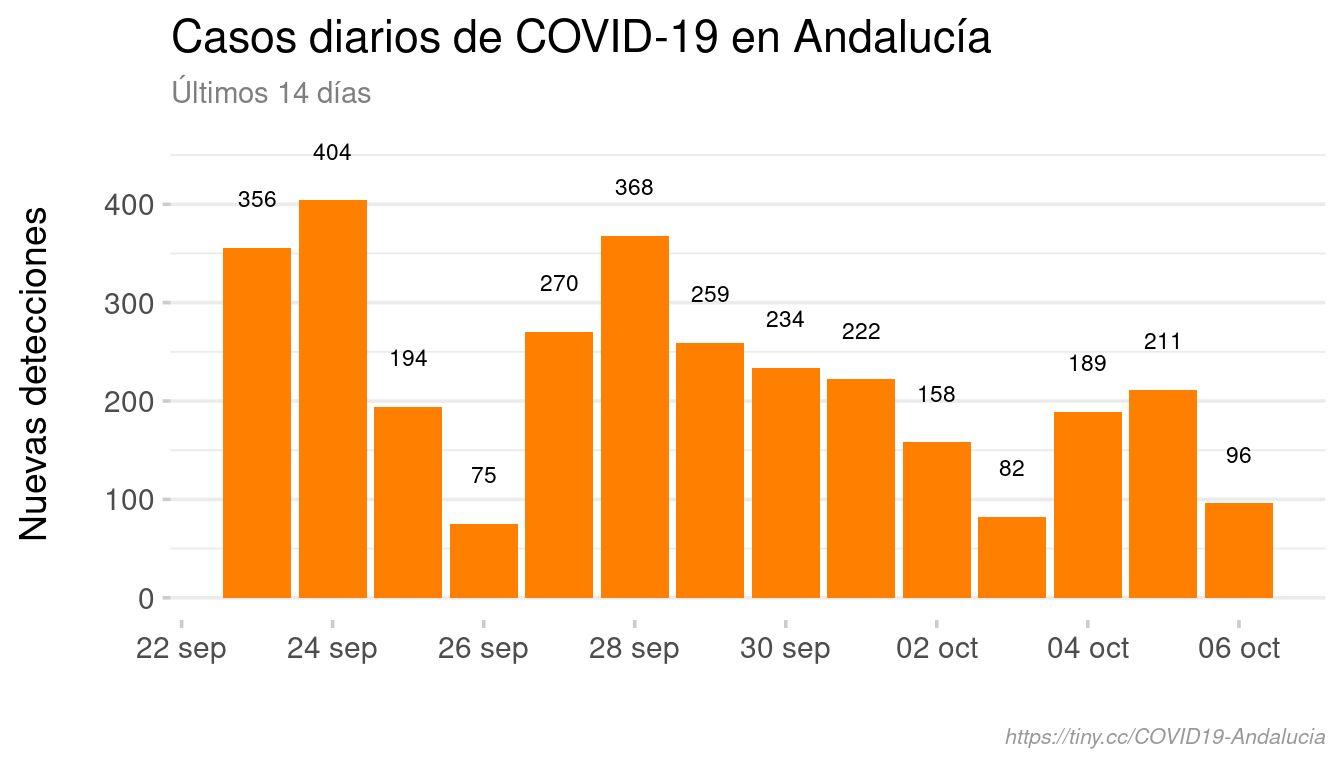 Casos diarios de COVID-19 en Andalucía
Últimos 14 días
Nuevas detecciones
400
300
200
100
0
356
404
194
75
270
368
259
234
222
158
82
189
211
96
22 sep
24 sep
26 sep
28 sep
30 sep
02 oct
04 oct
06 oct
https://tiny.cc/COVID19-Andalucia